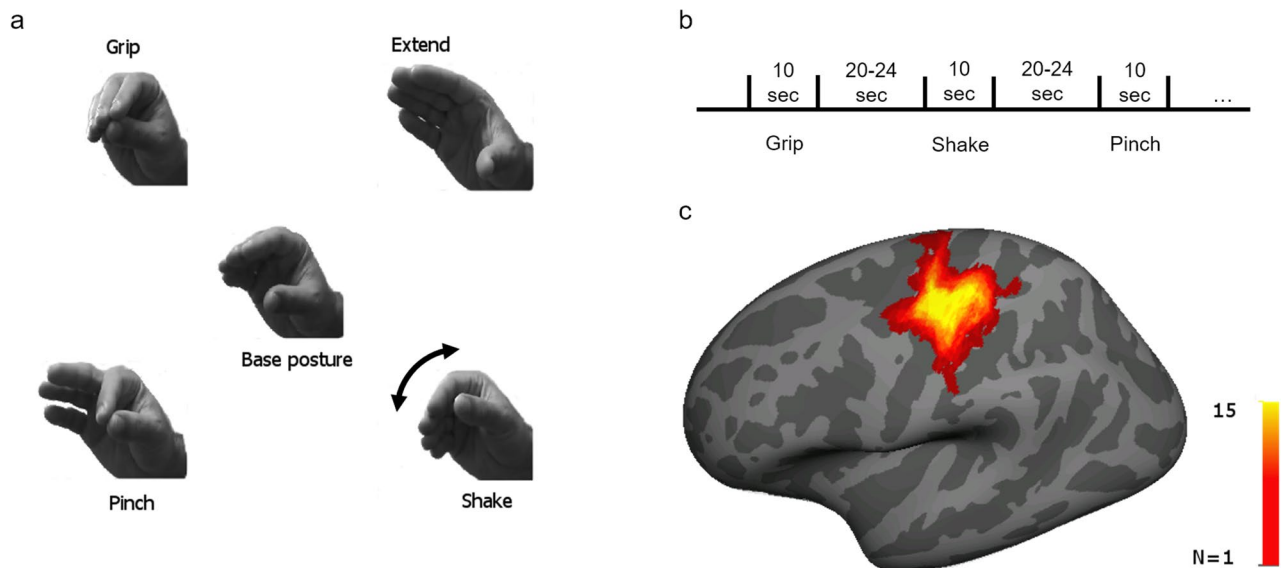 a
Grip
Extend
Base posture
Pinch
Shake
b
10 sec
20-24 sec
10 sec
20-24 sec
10 sec
...
Grip
Shake
Pinch
c
15
N=1